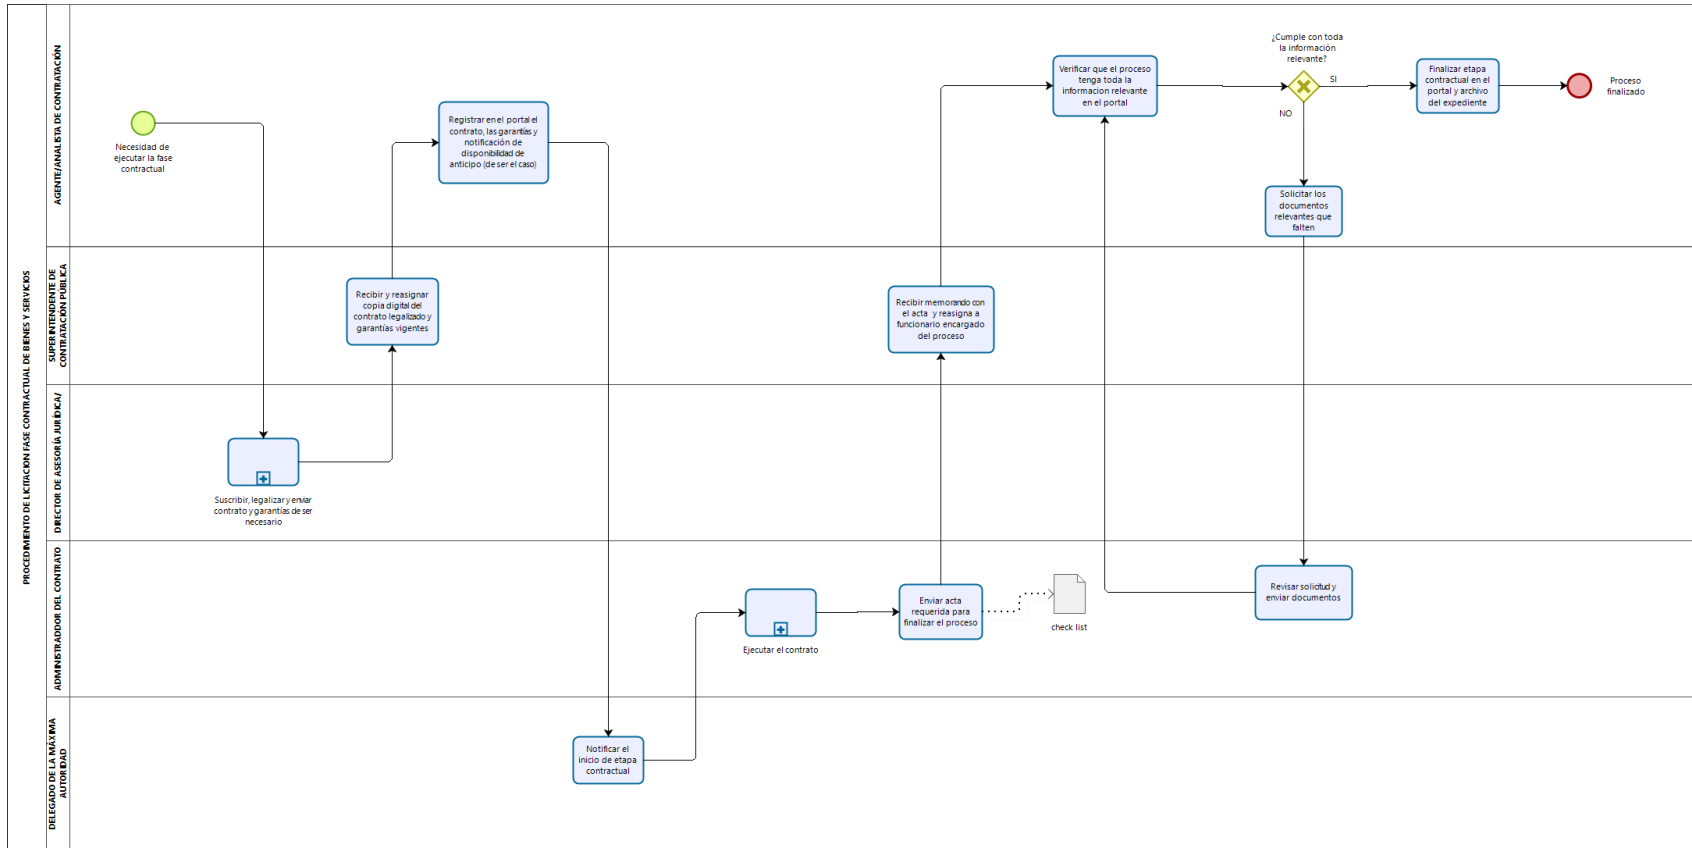 PROCEDIMIENTO DE LICITACION FASE CONTRACTUAL DE BIENES Y SERVICIOS
AGENTE/ANALISTA DE CONTRATACIÓN
Necesidad de
ejecutar la fase
contractual
Registrar en el portal el
contrato, las garantías y
notificación de
disponibilidad de
anticipo (de ser el caso)
Verificar que el proceso
tenga toda la
informacion relevante
en el portal
¿Cumple con toda
la información
relevante?
SI
NO
Finalizar etapa
contractual en el
portal y archivo
del expediente
Proceso
finalizado
Solicitar los
documentos
relevantes que
falten
SUPERINTENDENTE DE
CONTRATACIÓN PÚBLICA
Recibir y reasignar
copia digital del
contrato legalizado y
garantías vigentes
Recibir memorando con
el acta y reasigna a
funcionario encargado
del proceso
DIRECTOR DE ASESORÍA JURÍDICA/
Suscribir, legalizar y enviar
contrato y garantías de ser
necesario
ADMINISTRADDOR DEL CONTRATO
Ejecutar el contrato
Enviar acta
requerida para
finalizar el proceso
check list
Revisar solicitud y
enviar documentos
DELEGADO DE LA MÁXIMA
AUTORIDAD
Notificar el
inicio de etapa
contractual